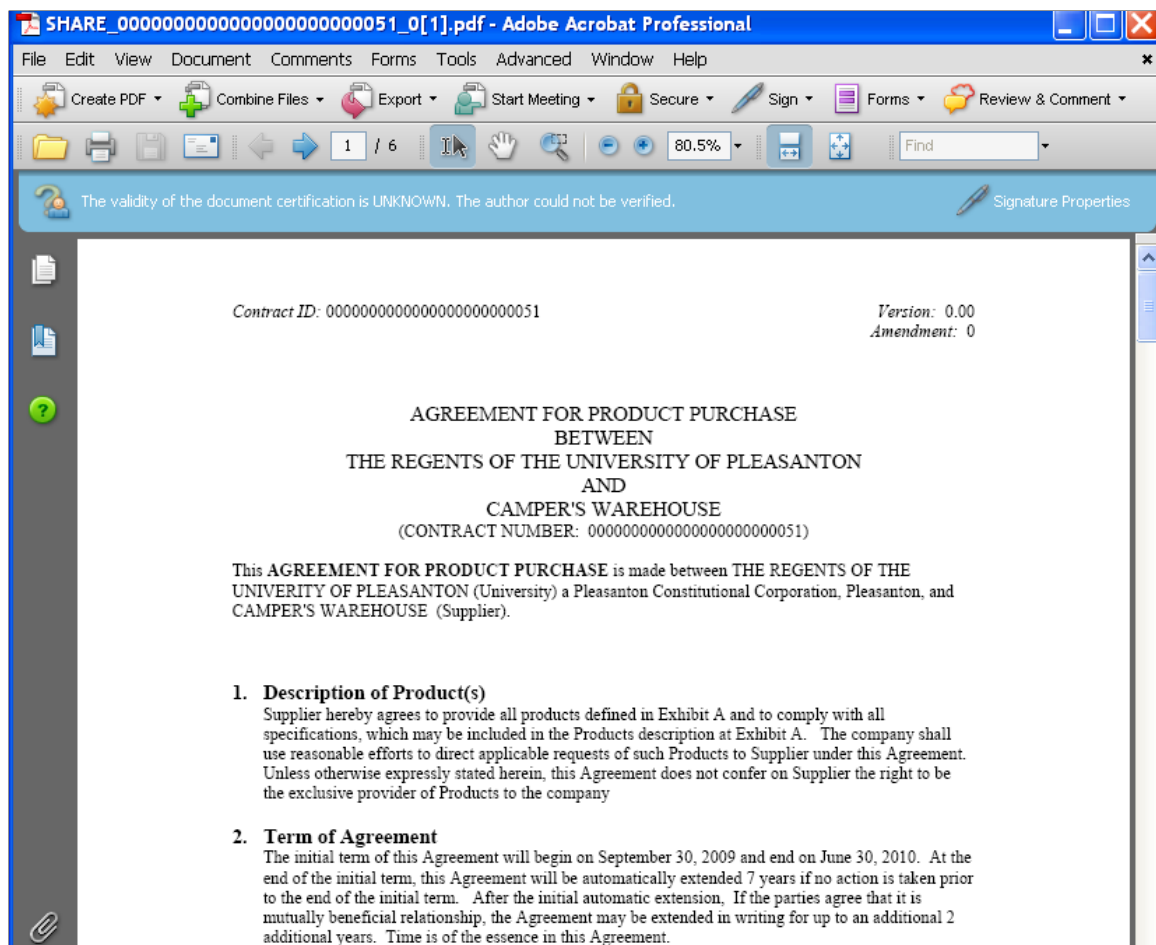 SHARE_0000000000000000000000051_0[1].pdf - Adobe Acrobat Professional
File Edit View Document Comments Forms Tools Advanced Window Help
Create PDF Combine Files Export Start Meeting Secure Sign Forms Review & Comment
1 / 6 80.5% Find
The validity of the document certification is UNKNOWN. The author could not be verified. Signature Properties
Contract ID: 0000000000000000000000051 Version: 0.00
Amendment: 0
AGREEMENT FOR PRODUCT PURCHASE
BETWEEN
THE REGENTS OF THE UNIVERSITY OF PLEASANTON
AND
CAMPER'S WAREHOUSE
(CONTRACT NUMBER: 0000000000000000000000051)
This AGREEMENT FOR PRODUCT PURCHASE is made between THE REGENTS OF THE
UNIVERITY OF PLEASANTON (University) a Pleasanton Constitutional Corporation, Pleasanton, and
CAMPER'S WAREHOUSE (Supplier).
1. Description of Product(s)
Supplier hereby agrees to provide all products defined in Exhibit A and to comply with all
specifications, which may be included in the Products description at Exhibit A. The company shall
use reasonable efforts to direct applicable requests of such Products to Supplier under this Agreement.
Unless otherwise expressly stated herein, this Agreement does not confer on Supplier the right to be
the exclusive provider of Products to the company
2. Term of Agreement
The initial term of this Agreement will begin on September 30, 2009 and end on June 30, 2010. At the
end of the initial term, this Agreement will be automatically extended 7 years if no action is taken prior
to the end of the initial term. After the initial automatic extension, If the parties agree that it is
mutually beneficial relationship, the Agreement may be extended in writing for up to an additional 2
additional years. Time is of the essence in this Agreement.